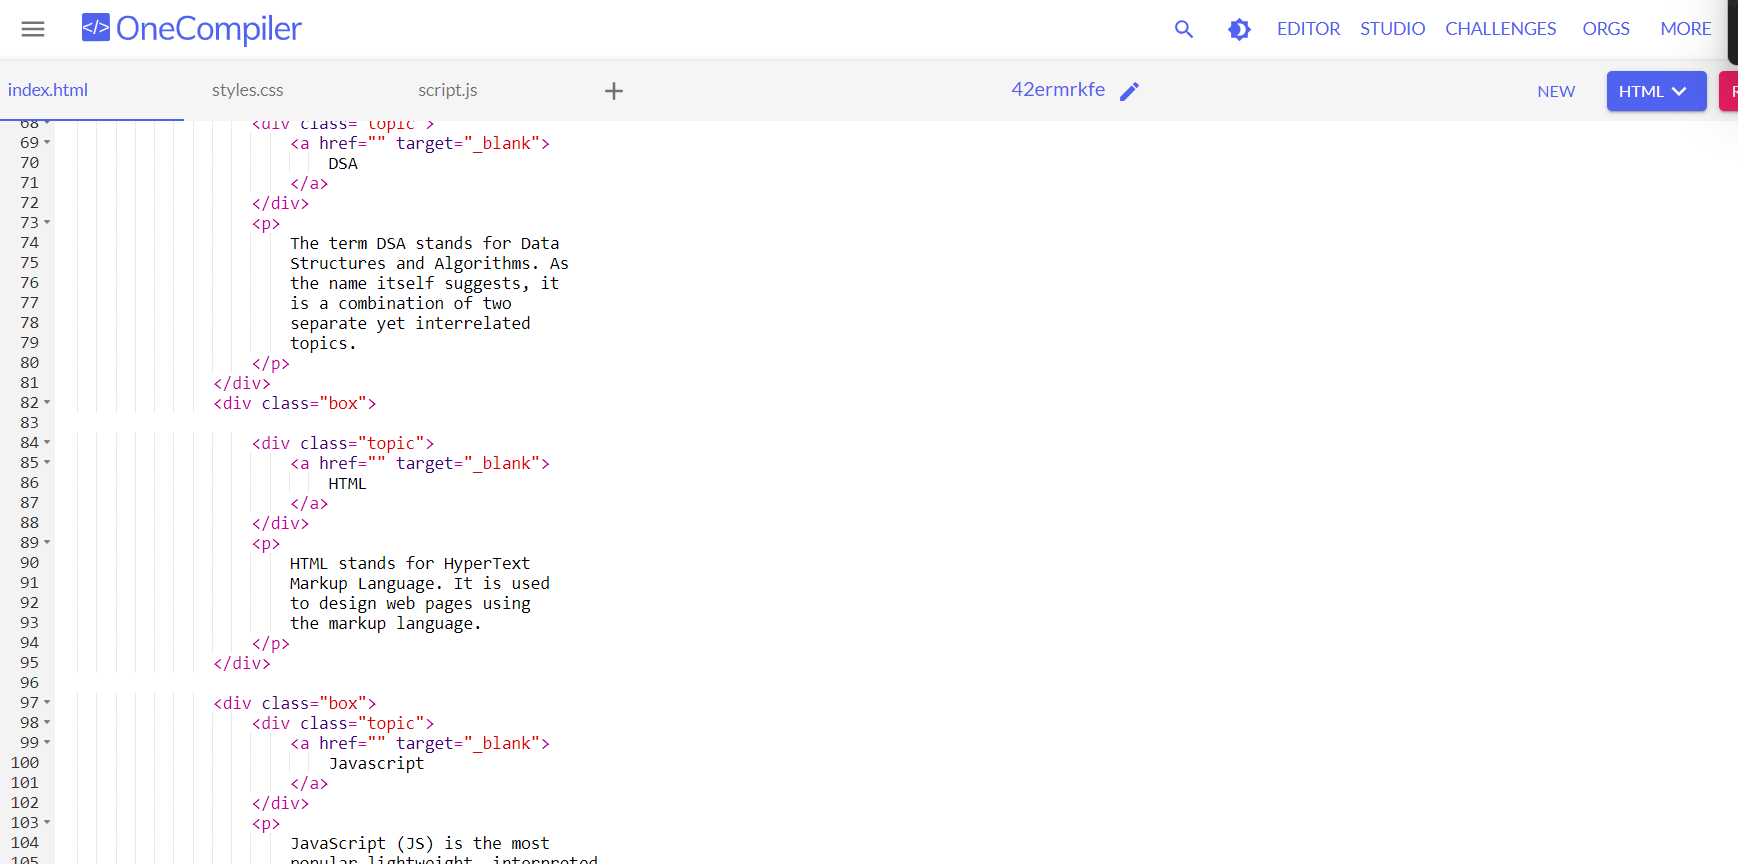 </> OneCompiler EDITOR STUDIO CHALLENGES ORGS MORE
index.html styles.css script.js + 42ermrkfe NEW HTML
68 <div class="topic">
69 <a href="" target="_blank">
70 DSA
71 </a>
72 </div>
73 <p>
74 The term DSA stands for Data
75 Structures and Algorithms. As
76 the name itself suggests, it
77 is a combination of two
78 separate yet interrelated
79 topics.
80 </p>
81 </div>
82 <div class="box">
83
84 <div class="topic">
85 <a href="" target="_blank">
86 HTML
87 </a>
88 </div>
89 <p>
90 HTML stands for HyperText
91 Markup Language. It is used
92 to design web pages using
93 the markup language.
94 </p>
95 </div>
96
97 <div class="box">
98 <div class="topic">
99 <a href="" target="_blank">
100 Javascript
101 </a>
102 </div>
103 <p>
104 JavaScript (JS) is the most
105 popular lightweight, interpreted